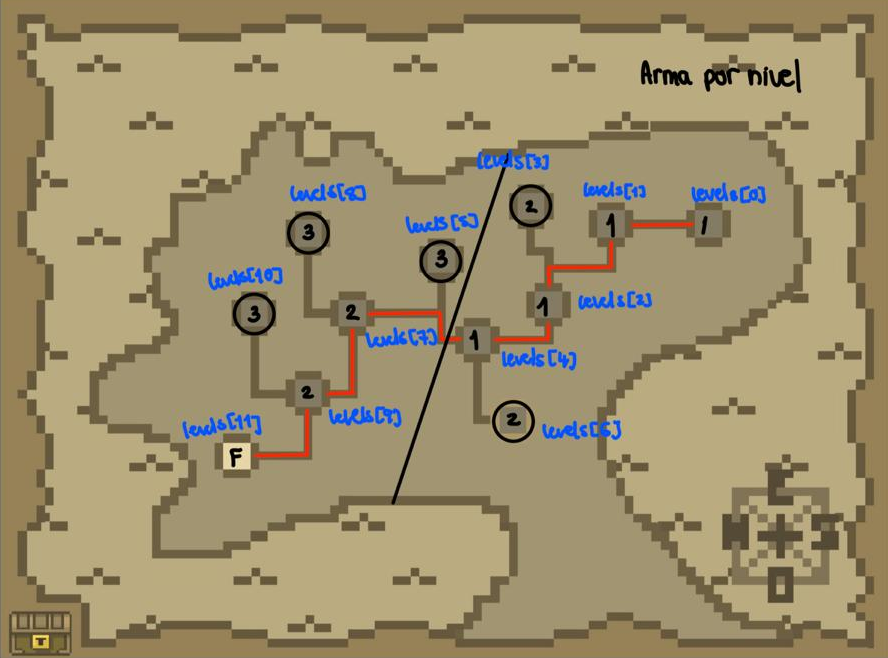 Arma por nivel
levels[3]
levels[8]
2
levels[1]
levels[0]
3
levels[5]
1
1
3
levels[10]
3
2
1
levels[2]
levels[7]
1
levels[4]
2
levels[9]
2
levels[6]
levels[11]
F
T